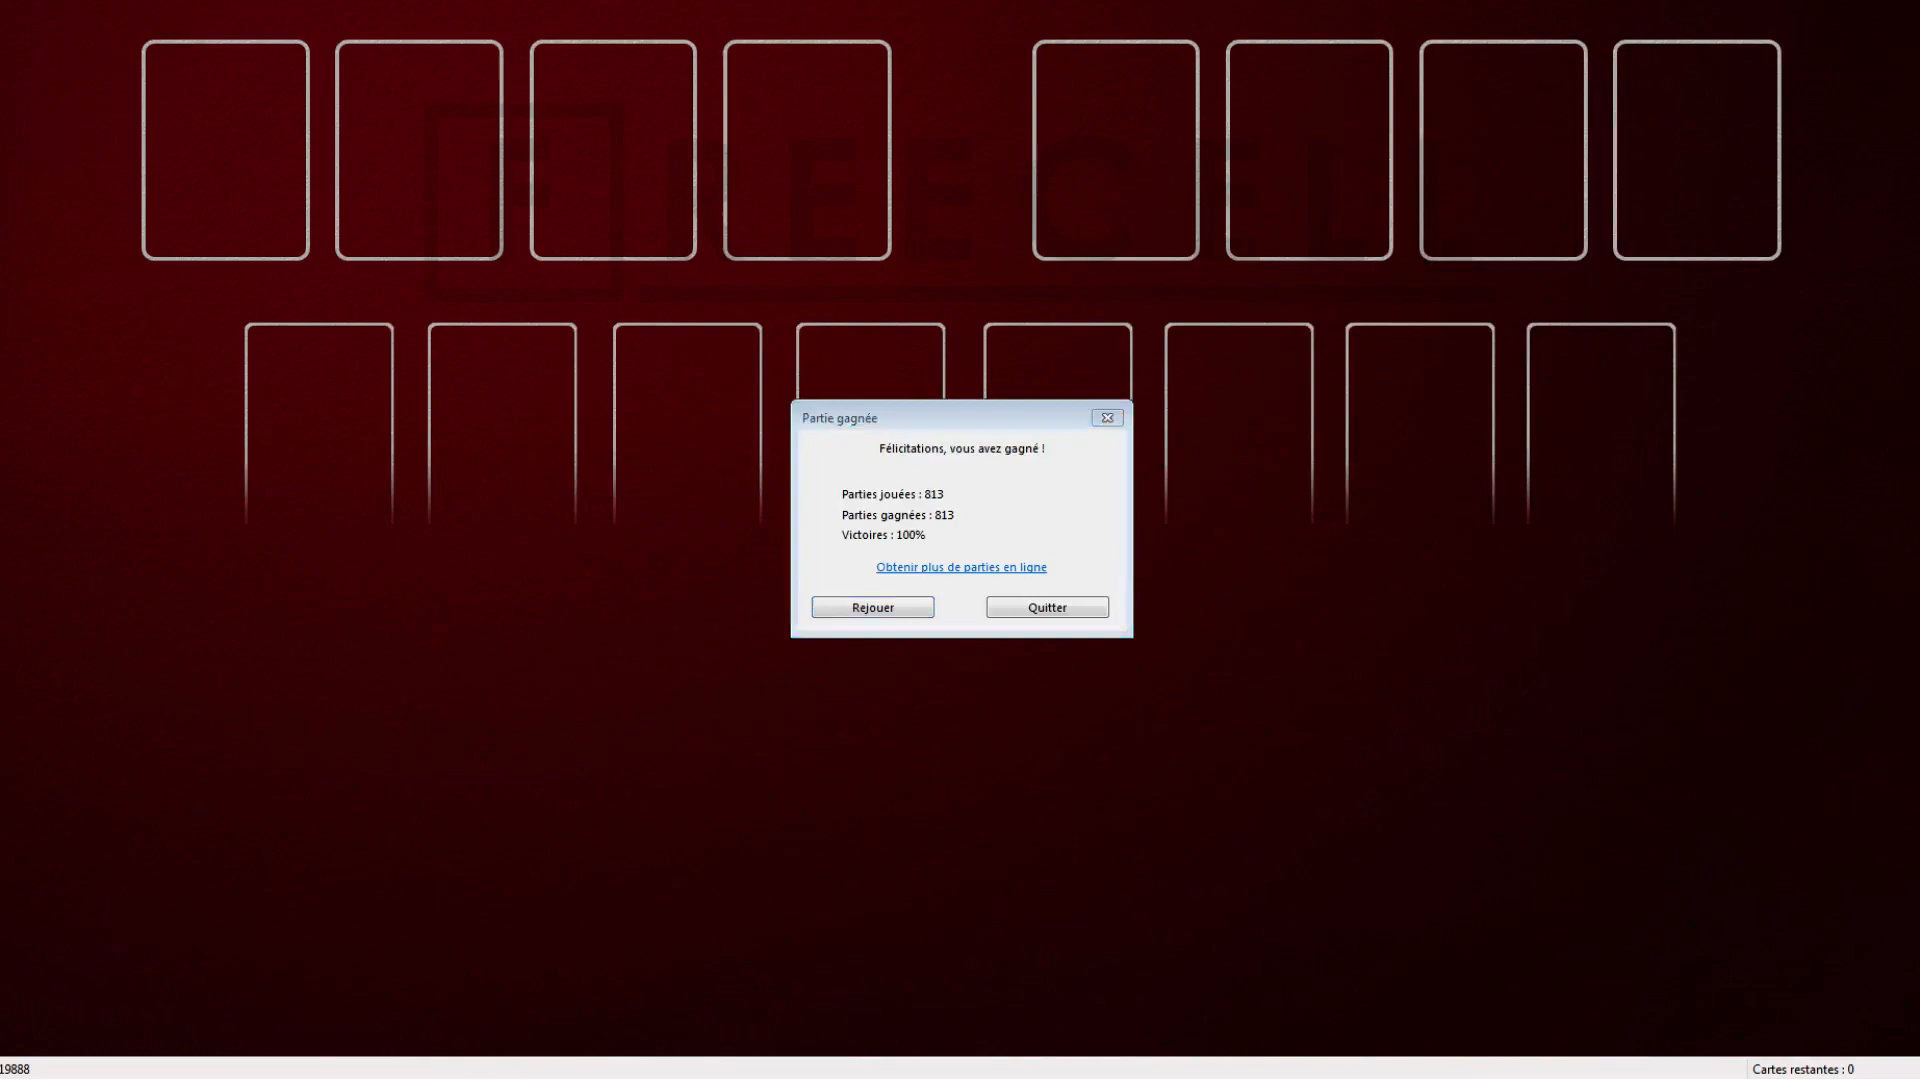 FREECELL
Partie gagnée
Félicitations, vous avez gagné !
Parties jouées : 813
Parties gagnées : 813
Victoires : 100%
Obtenir plus de parties en ligne
Rejouer
Quitter
19888
Cartes restantes : 0